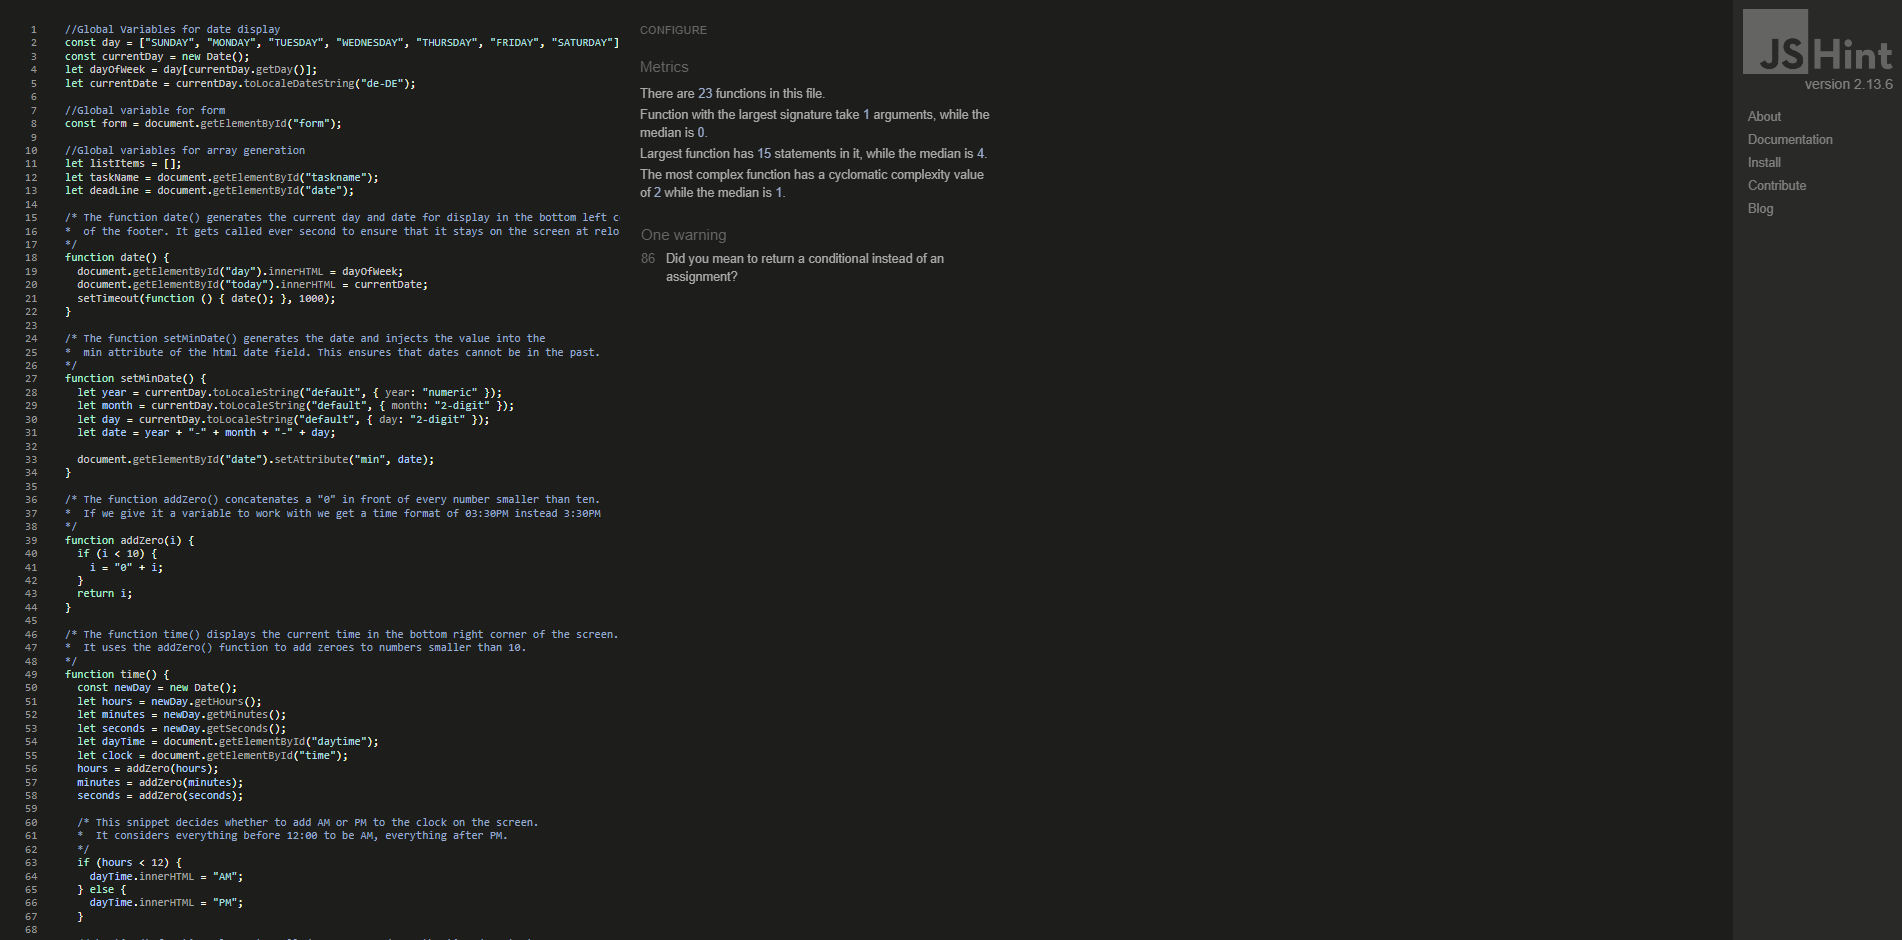 1 //Global Variables for date display
2 const day = ["SUNDAY", "MONDAY", "TUESDAY", "WEDNESDAY", "THURSDAY", "FRIDAY", "SATURDAY"]
3 const currentDay = new Date();
4 let dayOfWeek = day[currentDay.getDay()];
5 let currentDate = currentDay.toLocaleDateString("de-DE");
6
7 //Global variable for form
8 const form = document.getElementById("form");
9
10 //Global variables for array generation
11 let listItems = [];
12 let taskName = document.getElementById("taskname");
13 let deadLine = document.getElementById("date");
14
15 /* The function date() generates the current day and date for display in the bottom left c
16 * of the footer. It gets called ever second to ensure that it stays on the screen at relo
17 */
18 function date() {
19 document.getElementById("day").innerHTML = dayOfWeek;
20 document.getElementById("today").innerHTML = currentDate;
21 setTimeout(function () { date(); }, 1000);
22 }
23
24 /* The function setMinDate() generates the date and injects the value into the
25 * min attribute of the html date field. This ensures that dates cannot be in the past.
26 */
27 function setMinDate() {
28 let year = currentDay.toLocaleString("default", { year: "numeric" });
29 let month = currentDay.toLocaleString("default", { month: "2-digit" });
30 let day = currentDay.toLocaleString("default", { day: "2-digit" });
31 let date = year + "-" + month + "-" + day;
32
33 document.getElementById("date").setAttribute("min", date);
34 }
35
36 /* The function addZero() concatenates a "0" in front of every number smaller than ten.
37 * If we give it a variable to work with we get a time format of 03:30PM instead 3:30PM
38 */
39 function addZero(i) {
40 if (i < 10) {
41 i = "0" + i;
42 }
43 return i;
44 }
45
46 /* The function time() displays the current time in the bottom right corner of the screen.
47 * It uses the addZero() function to add zeroes to numbers smaller than 10.
48 */
49 function time() {
50 const newDay = new Date();
51 let hours = newDay.getHours();
52 let minutes = newDay.getMinutes();
53 let seconds = newDay.getSeconds();
54 let dayTime = document.getElementById("daytime");
55 let clock = document.getElementById("time");
56 hours = addZero(hours);
57 minutes = addZero(minutes);
58 seconds = addZero(seconds);
59
60 /* This snippet decides whether to add AM or PM to the clock on the screen.
61 * It considers everything before 12:00 to be AM, everything after PM.
62 */
63 if (hours < 12) {
64 dayTime.innerHTML = "AM";
65 } else {
66 dayTime.innerHTML = "PM";
67 }
68
CONFIGURE
Metrics
There are 23 functions in this file.
Function with the largest signature take 1 arguments, while the
median is 0.
Largest function has 15 statements in it, while the median is 4.
The most complex function has a cyclomatic complexity value
of 2 while the median is 1.
One warning
86 Did you mean to return a conditional instead of an
assignment?
JSHint
version 2.13.6
About
Documentation
Install
Contribute
Blog